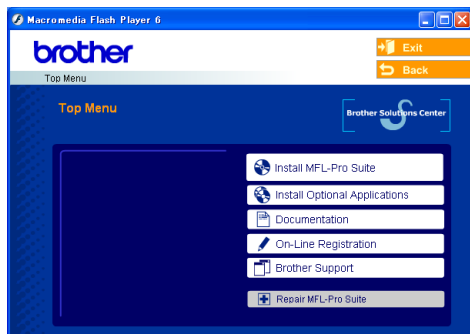 Macromedia Flash Player 6
brother
Exit
Top Menu
Back
Top Menu
Brother Solutions Center
Install MFL-Pro Suite
Install Optional Applications
Documentation
On-Line Registration
Brother Support
Repair MFL-Pro Suite